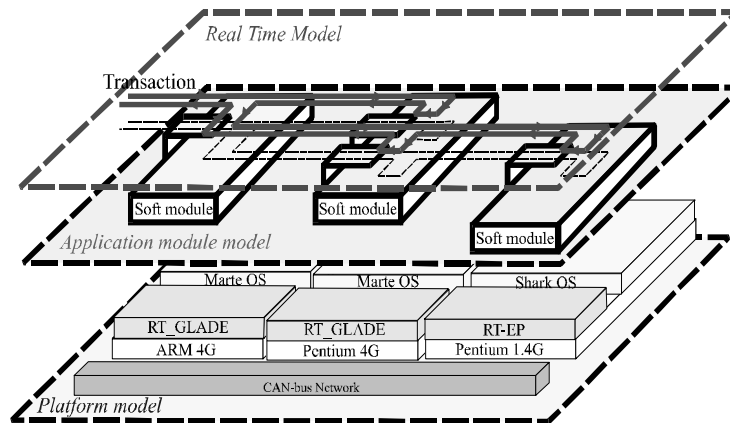 Real Time Model
Transaction
Soft module
Soft module
Soft module
Application module model
Marte OS
Marte OS
Shark OS
RT_GLADE
RT_GLADE
RT-EP
ARM 4G
Pentium 4G
Pentium 1.4G
CAN-bus Network
Platform model